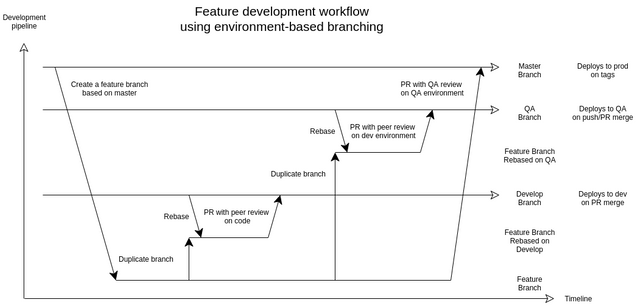 Feature development workflow
using environment-based branching
Development
pipeline
Master
Branch
Deploys to prod
on tags
Create a feature branch
based on master
PR with QA review
on QA environment
QA
Branch
Deploys to QA
on push/PR merge
Rebase
PR with peer review
on dev environment
Feature Branch
Rebased on QA
Duplicate branch
Develop
Branch
Deploys to dev
on PR merge
Rebase
PR with peer review
on code
Feature Branch
Rebased on
Develop
Duplicate branch
Feature
Branch
Timeline